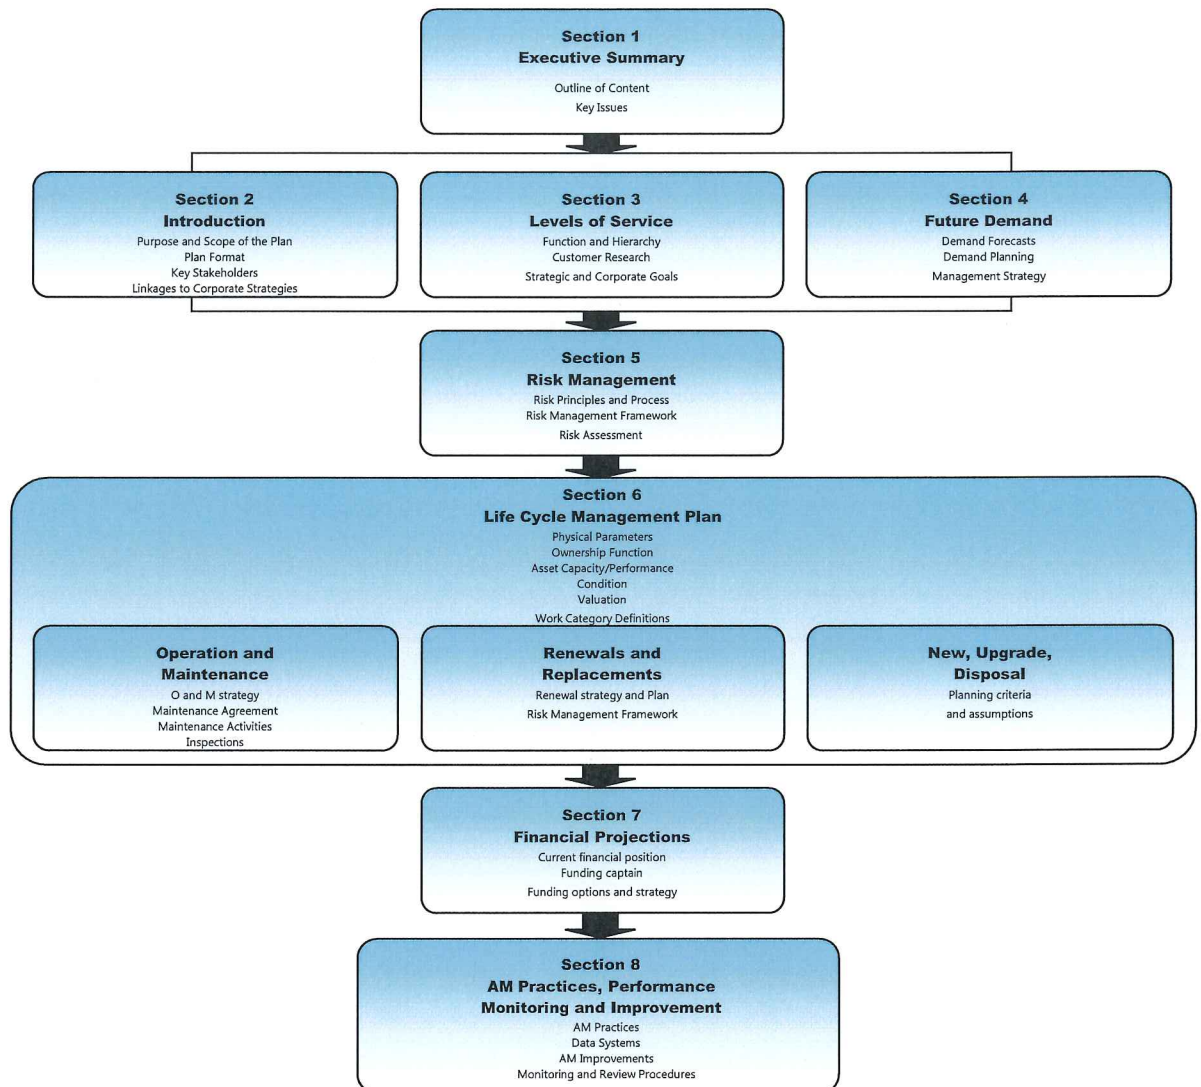 Section 1
Executive Summary
Outline of Content
Key Issues
Section 2
Introduction
Purpose and Scope of the Plan
Plan Format
Key Stakeholders
Linkages to Corporate Strategies
Section 3
Levels of Service
Function and Hierarchy
Customer Research
Strategic and Corporate Goals
Section 4
Future Demand
Demand Forecasts
Demand Planning
Management Strategy
Section 5
Risk Management
Risk Principles and Process
Risk Management Framework
Risk Assessment
Section 6
Life Cycle Management Plan
Physical Parameters
Ownership Function
Asset Capacity/Performance
Condition
Valuation
Work Category Definitions
Operation and
Maintenance
O and M strategy
Maintenance Agreement
Maintenance Activities
Inspections
Renewals and
Replacements
Renewal strategy and Plan
Risk Management Framework
New, Upgrade,
Disposal
Planning criteria
and assumptions
Section 7
Financial Projections
Current financial position
Funding captain
Funding options and strategy
Section 8
AM Practices, Performance
Monitoring and Improvement
AM Practices
Data Systems
AM Improvements
Monitoring and Review Procedures